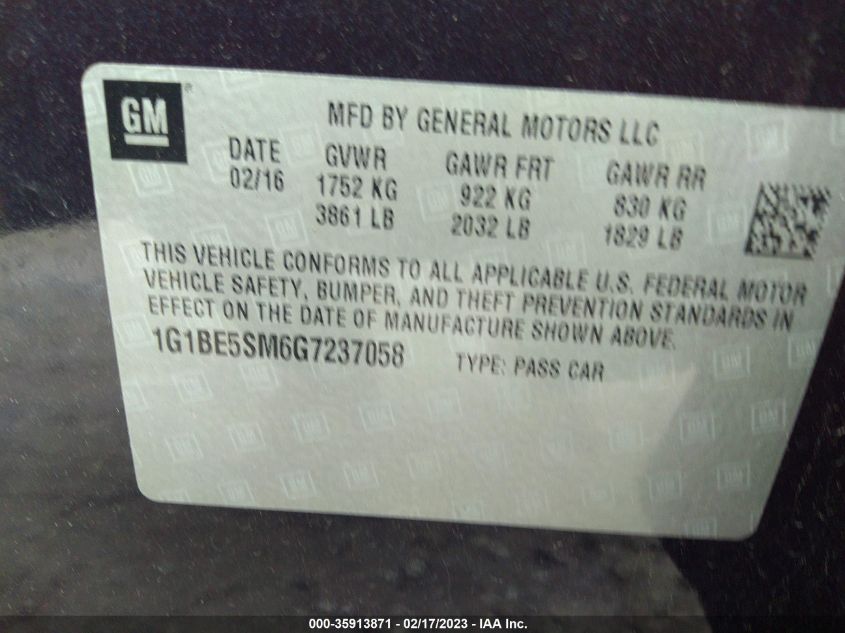 GM
MFD BY GENERAL MOTORS LLC
DATE GVWR GAWR FRT GAWR RR
02/16 1752 KG 922 KG 830 KG
3861 LB 2032 LB 1829 LB
THIS VEHICLE CONFORMS TO ALL APPLICABLE U.S. FEDERAL MOTOR
VEHICLE SAFETY, BUMPER, AND THEFT PREVENTION STANDARDS IN
EFFECT ON THE DATE OF MANUFACTURE SHOWN ABOVE.
1G1BE5SM6G7237058 TYPE: PASS CAR
000-35913871 — 02/17/2023 — IAA Inc.